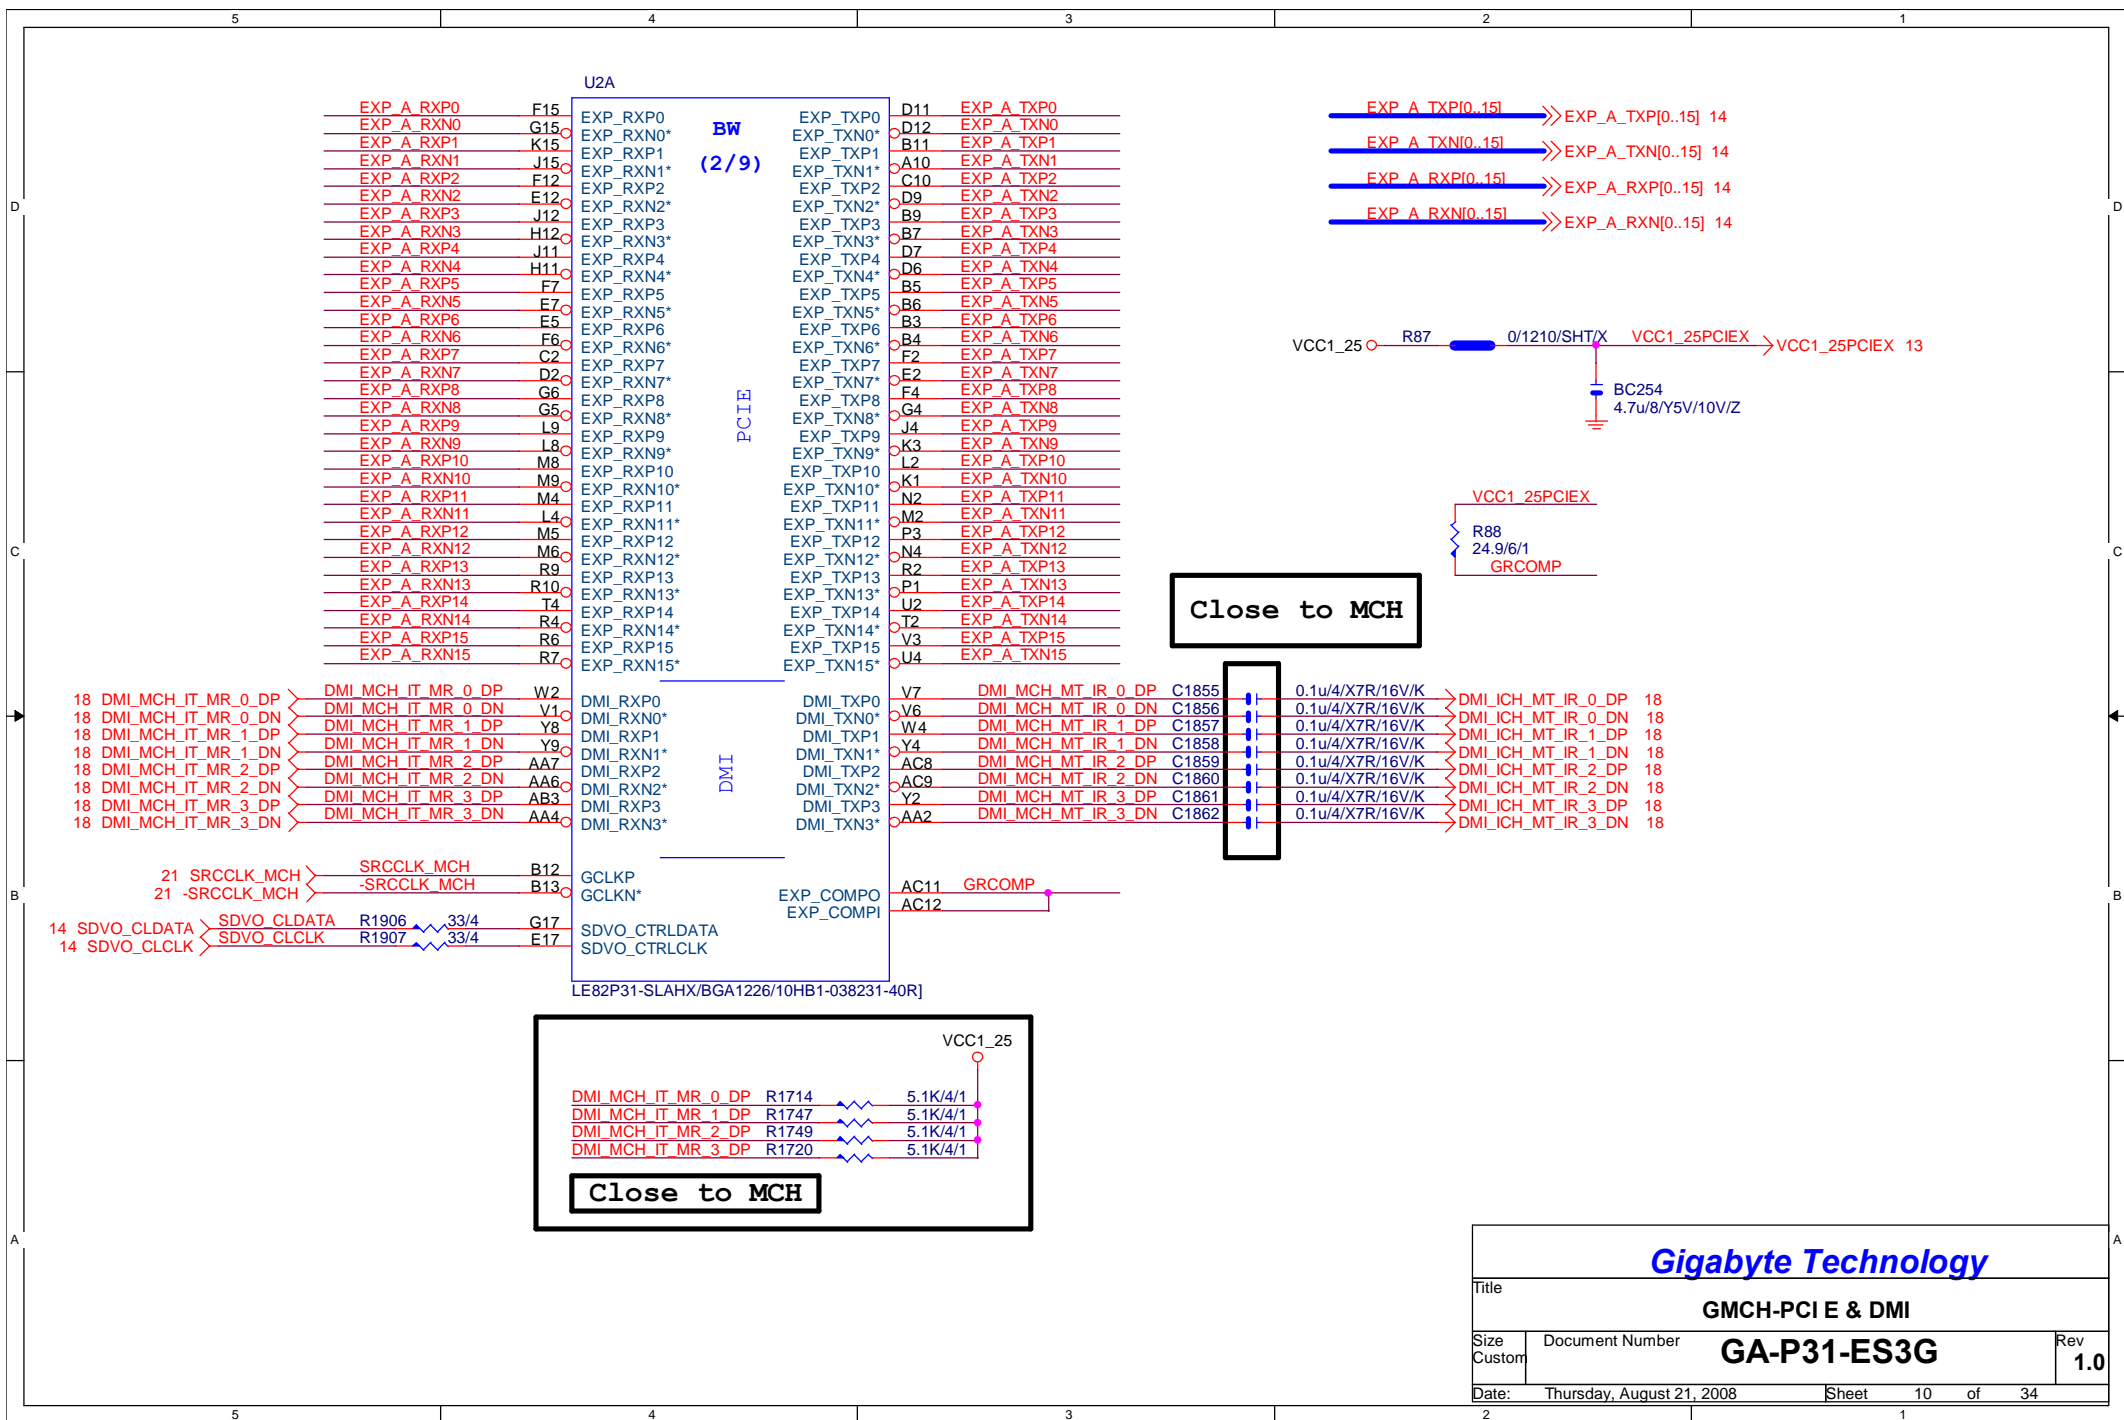 5 4 3 2 1
U2A
BW
(2/9)
PCIE
DMI
EXP_A_RXP0 F15 EXP_RXP0 EXP_TXP0 D11 EXP_A_TXP0
EXP_A_RXN0 G15 EXP_RXN0* EXP_TXN0* D12 EXP_A_TXN0
EXP_A_RXP1 K15 EXP_RXP1 EXP_TXP1 B11 EXP_A_TXP1
EXP_A_RXN1 J15 EXP_RXN1* EXP_TXN1* A10 EXP_A_TXN1
EXP_A_RXP2 F12 EXP_RXP2 EXP_TXP2 C10 EXP_A_TXP2
EXP_A_RXN2 E12 EXP_RXN2* EXP_TXN2* D9 EXP_A_TXN2
EXP_A_RXP3 J12 EXP_RXP3 EXP_TXP3 B9 EXP_A_TXP3
EXP_A_RXN3 H12 EXP_RXN3* EXP_TXN3* B7 EXP_A_TXN3
EXP_A_RXP4 J11 EXP_RXP4 EXP_TXP4 D7 EXP_A_TXP4
EXP_A_RXN4 H11 EXP_RXN4* EXP_TXN4* D6 EXP_A_TXN4
EXP_A_RXP5 F7 EXP_RXP5 EXP_TXP5 B5 EXP_A_TXP5
EXP_A_RXN5 E7 EXP_RXN5* EXP_TXN5* B6 EXP_A_TXN5
EXP_A_RXP6 E5 EXP_RXP6 EXP_TXP6 B3 EXP_A_TXP6
EXP_A_RXN6 F6 EXP_RXN6* EXP_TXN6* B4 EXP_A_TXN6
EXP_A_RXP7 C2 EXP_RXP7 EXP_TXP7 F2 EXP_A_TXP7
EXP_A_RXN7 D2 EXP_RXN7* EXP_TXN7* E2 EXP_A_TXN7
EXP_A_RXP8 G6 EXP_RXP8 EXP_TXP8 F4 EXP_A_TXP8
EXP_A_RXN8 G5 EXP_RXN8* EXP_TXN8* G4 EXP_A_TXN8
EXP_A_RXP9 L9 EXP_RXP9 EXP_TXP9 J4 EXP_A_TXP9
EXP_A_RXN9 L8 EXP_RXN9* EXP_TXN9* K3 EXP_A_TXN9
EXP_A_RXP10 M8 EXP_RXP10 EXP_TXP10 L2 EXP_A_TXP10
EXP_A_RXN10 M9 EXP_RXN10* EXP_TXN10* K1 EXP_A_TXN10
EXP_A_RXP11 M4 EXP_RXP11 EXP_TXP11 N2 EXP_A_TXP11
EXP_A_RXN11 L4 EXP_RXN11* EXP_TXN11* M2 EXP_A_TXN11
EXP_A_RXP12 M5 EXP_RXP12 EXP_TXP12 P3 EXP_A_TXP12
EXP_A_RXN12 M6 EXP_RXN12* EXP_TXN12* N4 EXP_A_TXN12
EXP_A_RXP13 R9 EXP_RXP13 EXP_TXP13 R2 EXP_A_TXP13
EXP_A_RXN13 R10 EXP_RXN13* EXP_TXN13* P1 EXP_A_TXN13
EXP_A_RXP14 T4 EXP_RXP14 EXP_TXP14 U2 EXP_A_TXP14
EXP_A_RXN14 R4 EXP_RXN14* EXP_TXN14* T2 EXP_A_TXN14
EXP_A_RXP15 R6 EXP_RXP15 EXP_TXP15 V3 EXP_A_TXP15
EXP_A_RXN15 R7 EXP_RXN15* EXP_TXN15* U4 EXP_A_TXN15
18 DMI_MCH_IT_MR_0_DP DMI_MCH_IT_MR_0_DP W2 DMI_RXP0 DMI_TXP0 V7 DMI_MCH_MT_IR_0_DP C1855 0.1u/4/X7R/16V/K DMI_ICH_MT_IR_0_DP 18
18 DMI_MCH_IT_MR_0_DN DMI_MCH_IT_MR_0_DN V1 DMI_RXN0* DMI_TXN0* V6 DMI_MCH_MT_IR_0_DN C1856 0.1u/4/X7R/16V/K DMI_ICH_MT_IR_0_DN 18
18 DMI_MCH_IT_MR_1_DP DMI_MCH_IT_MR_1_DP Y8 DMI_RXP1 DMI_TXP1 W4 DMI_MCH_MT_IR_1_DP C1857 0.1u/4/X7R/16V/K DMI_ICH_MT_IR_1_DP 18
18 DMI_MCH_IT_MR_1_DN DMI_MCH_IT_MR_1_DN Y9 DMI_RXN1* DMI_TXN1* Y4 DMI_MCH_MT_IR_1_DN C1858 0.1u/4/X7R/16V/K DMI_ICH_MT_IR_1_DN 18
18 DMI_MCH_IT_MR_2_DP DMI_MCH_IT_MR_2_DP AA7 DMI_RXP2 DMI_TXP2 AC8 DMI_MCH_MT_IR_2_DP C1859 0.1u/4/X7R/16V/K DMI_ICH_MT_IR_2_DP 18
18 DMI_MCH_IT_MR_2_DN DMI_MCH_IT_MR_2_DN AA6 DMI_RXN2* DMI_TXN2* AC9 DMI_MCH_MT_IR_2_DN C1860 0.1u/4/X7R/16V/K DMI_ICH_MT_IR_2_DN 18
18 DMI_MCH_IT_MR_3_DP DMI_MCH_IT_MR_3_DP AB3 DMI_RXP3 DMI_TXP3 Y2 DMI_MCH_MT_IR_3_DP C1861 0.1u/4/X7R/16V/K DMI_ICH_MT_IR_3_DP 18
18 DMI_MCH_IT_MR_3_DN DMI_MCH_IT_MR_3_DN AA4 DMI_RXN3* DMI_TXN3* AA2 DMI_MCH_MT_IR_3_DN C1862 0.1u/4/X7R/16V/K DMI_ICH_MT_IR_3_DN 18
21 SRCCLK_MCH SRCCLK_MCH B12 GCLKP
21 -SRCCLK_MCH -SRCCLK_MCH B13 GCLKN* EXP_COMPO AC11 GRCOMP
EXP_COMPI AC12
14 SDVO_CLDATA SDVO_CLDATA R1906 33/4 G17 SDVO_CTRLDATA
14 SDVO_CLCLK SDVO_CLCLK R1907 33/4 E17 SDVO_CTRLCLK
LE82P31-SLAHX/BGA1226/10HB1-038231-40R]
EXP_A_TXP[0..15] EXP_A_TXP[0..15] 14
EXP_A_TXN[0..15] EXP_A_TXN[0..15] 14
EXP_A_RXP[0..15] EXP_A_RXP[0..15] 14
EXP_A_RXN[0..15] EXP_A_RXN[0..15] 14
VCC1_25 R87 0/1210/SHT/X VCC1_25PCIEX VCC1_25PCIEX 13
BC254
4.7u/8/Y5V/10V/Z
VCC1_25PCIEX
R88
24.9/6/1
GRCOMP
Close to MCH
VCC1_25
DMI_MCH_IT_MR_0_DP R1714 5.1K/4/1
DMI_MCH_IT_MR_1_DP R1747 5.1K/4/1
DMI_MCH_IT_MR_2_DP R1749 5.1K/4/1
DMI_MCH_IT_MR_3_DP R1720 5.1K/4/1
Close to MCH
D D
C C
B B
A A
Gigabyte Technology
Title
GMCH-PCI E & DMI
Size Document Number Rev
Custom GA-P31-ES3G 1.0
Date: Thursday, August 21, 2008 Sheet 10 of 34
5 4 3 2 1